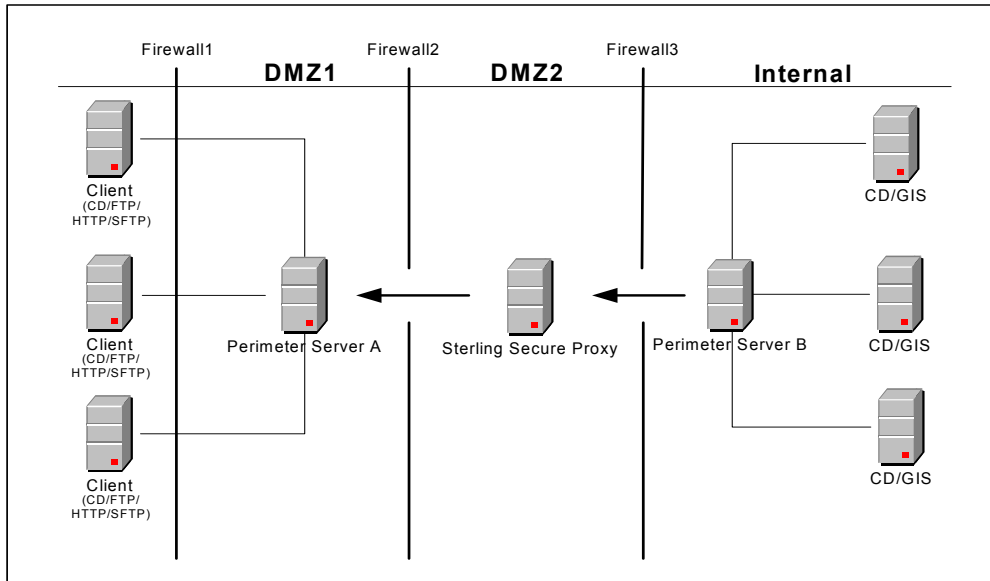 Firewall1
Firewall2
Firewall3
DMZ1
DMZ2
Internal
Client
(CD/FTP/
HTTP/SFTP)
CD/GIS
Client
(CD/FTP/
HTTP/SFTP)
Perimeter Server A
Sterling Secure Proxy
Perimeter Server B
CD/GIS
Client
(CD/FTP/
HTTP/SFTP)
CD/GIS